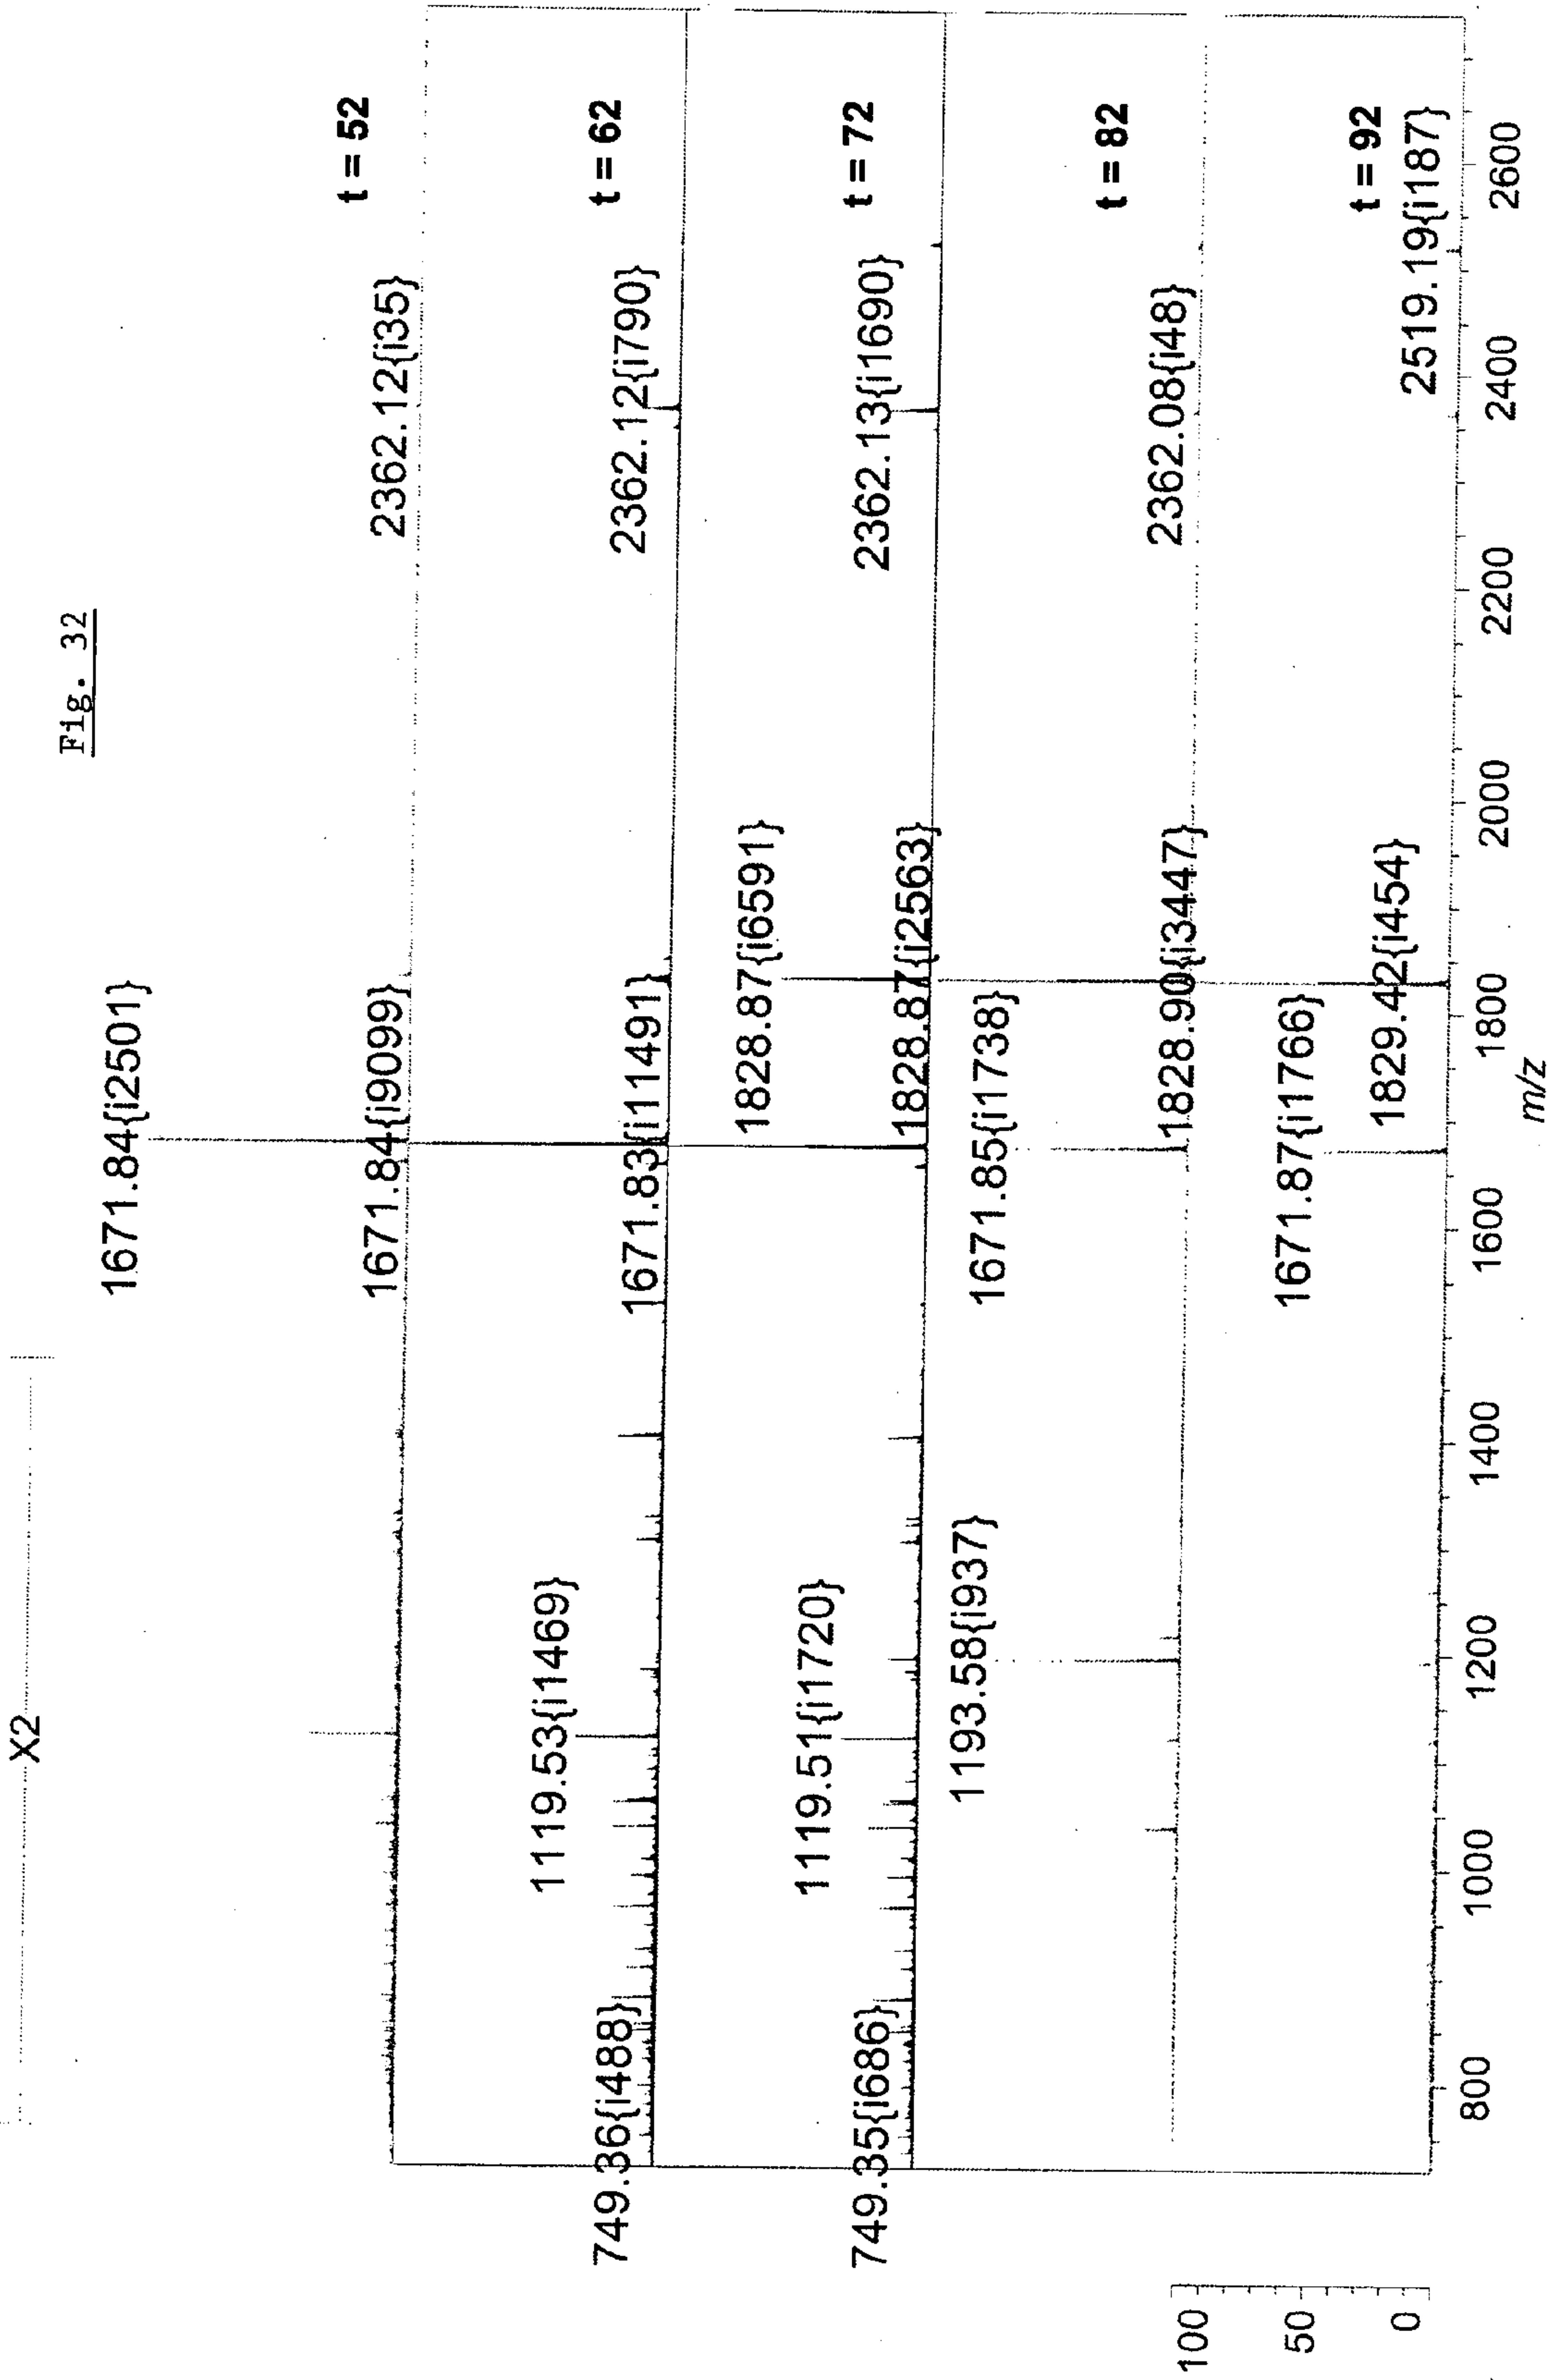 Fig. 32
X2
1671.84{i2501}
t = 52
1671.84{i9099}
2362.12{i35}
t = 62
1119.53{i1469}
749.36{i488}
1671.83{i11491}
2362.12{i790}
1828.87{i6591}
t = 72
1119.51{i1720}
749.35{i686}
1828.87{i2563}
2362.13{i1690}
1193.58{i937}
1671.85{i1738}
t = 82
1828.90{i3447}
2362.08{i48}
1671.87{i1766}
t = 92
1829.42{i454}
2519.19{i187}
100
50
0
800 1000 1200 1400 1600 1800 2000 2200 2400 2600
m/z